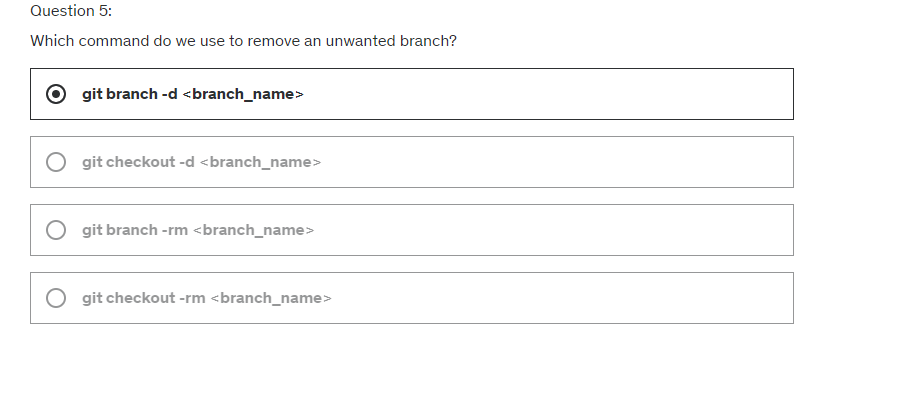 Question 5:
Which command do we use to remove an unwanted branch?
git branch -d <branch_name>
git checkout -d <branch_name>
git branch -rm <branch_name>
git checkout -rm <branch_name>